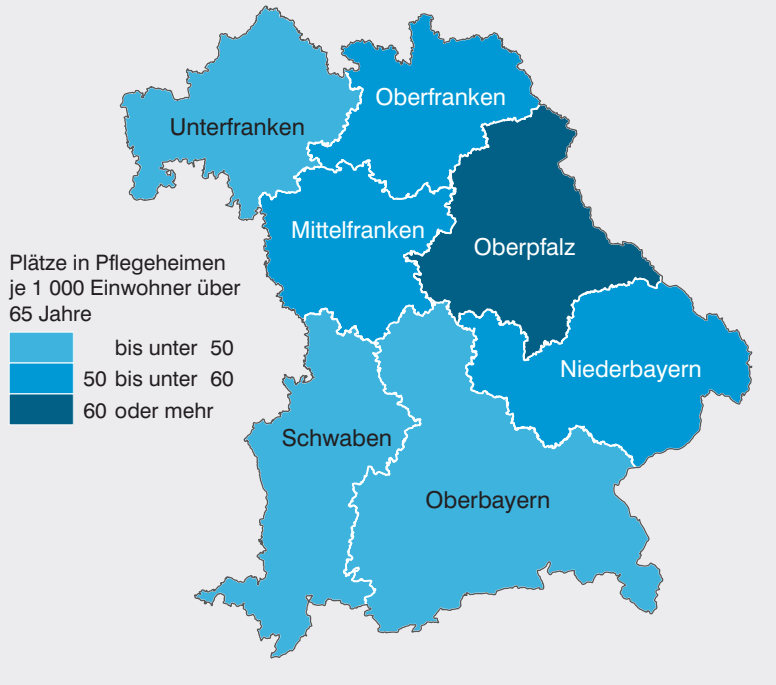 Oberfranken
Unterfranken
Mittelfranken
Oberpfalz
Plätze in Pflegeheimen
je 1 000 Einwohner über
65 Jahre
bis unter 50
50 bis unter 60
60 oder mehr
Niederbayern
Schwaben
Oberbayern